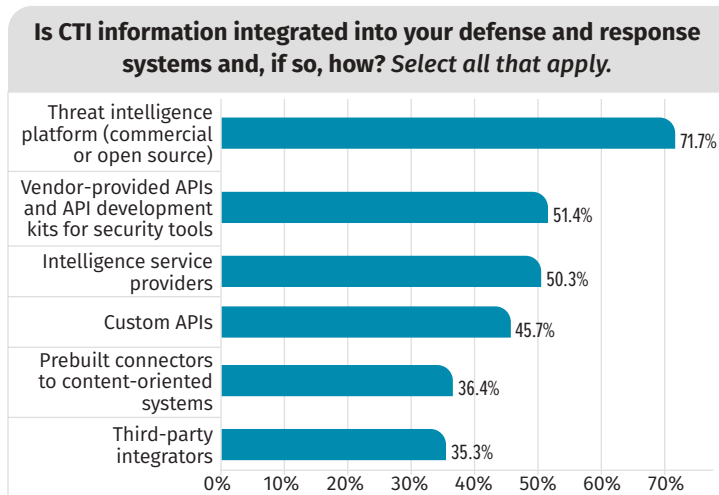 Is CTI information integrated into your defense and response
systems and, if so, how? Select all that apply.
Threat intelligence
platform (commercial
or open source)
71.7%
Vendor-provided APIs
and API development
kits for security tools
51.4%
Intelligence service
providers
50.3%
Custom APIs
45.7%
Prebuilt connectors
to content-oriented
systems
36.4%
Third-party
integrators
35.3%
0% 10% 20% 30% 40% 50% 60% 70%